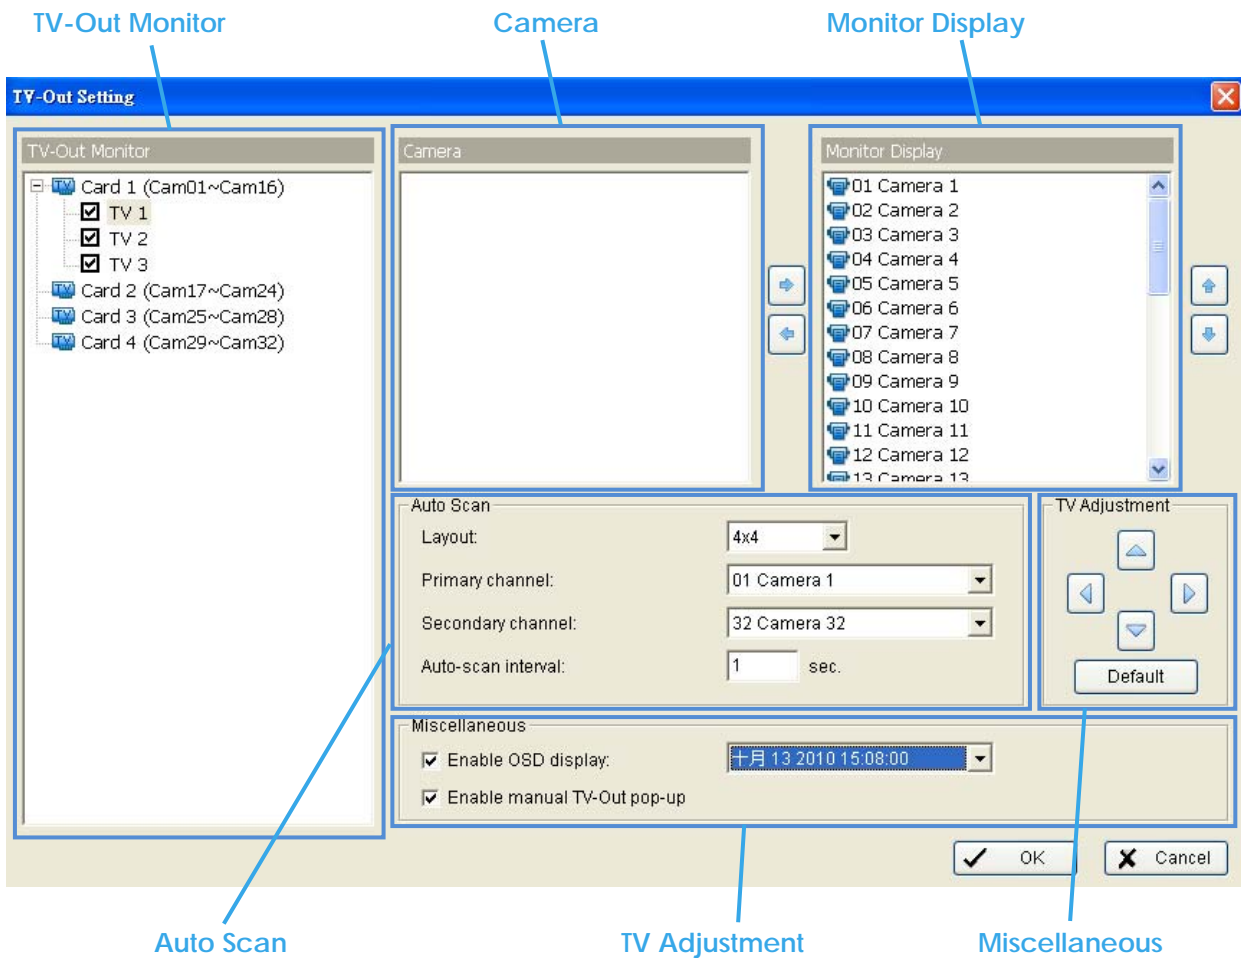 TV-Out Monitor
Camera
Monitor Display
TV-Out Setting
TV-Out Monitor
Card 1 (Cam01~Cam16)
TV 1
TV 2
TV 3
Card 2 (Cam17~Cam24)
Card 3 (Cam25~Cam28)
Card 4 (Cam29~Cam32)
Camera
Monitor Display
01 Camera 1
02 Camera 2
03 Camera 3
04 Camera 4
05 Camera 5
06 Camera 6
07 Camera 7
08 Camera 8
09 Camera 9
10 Camera 10
11 Camera 11
12 Camera 12
13 Camera 13
Auto Scan
Layout: 4x4
Primary channel: 01 Camera 1
Secondary channel: 32 Camera 32
Auto-scan interval: 1 sec.
TV Adjustment
Default
Miscellaneous
Enable OSD display: 十月 13 2010 15:08:00
Enable manual TV-Out pop-up
OK
Cancel
Auto Scan
TV Adjustment
Miscellaneous